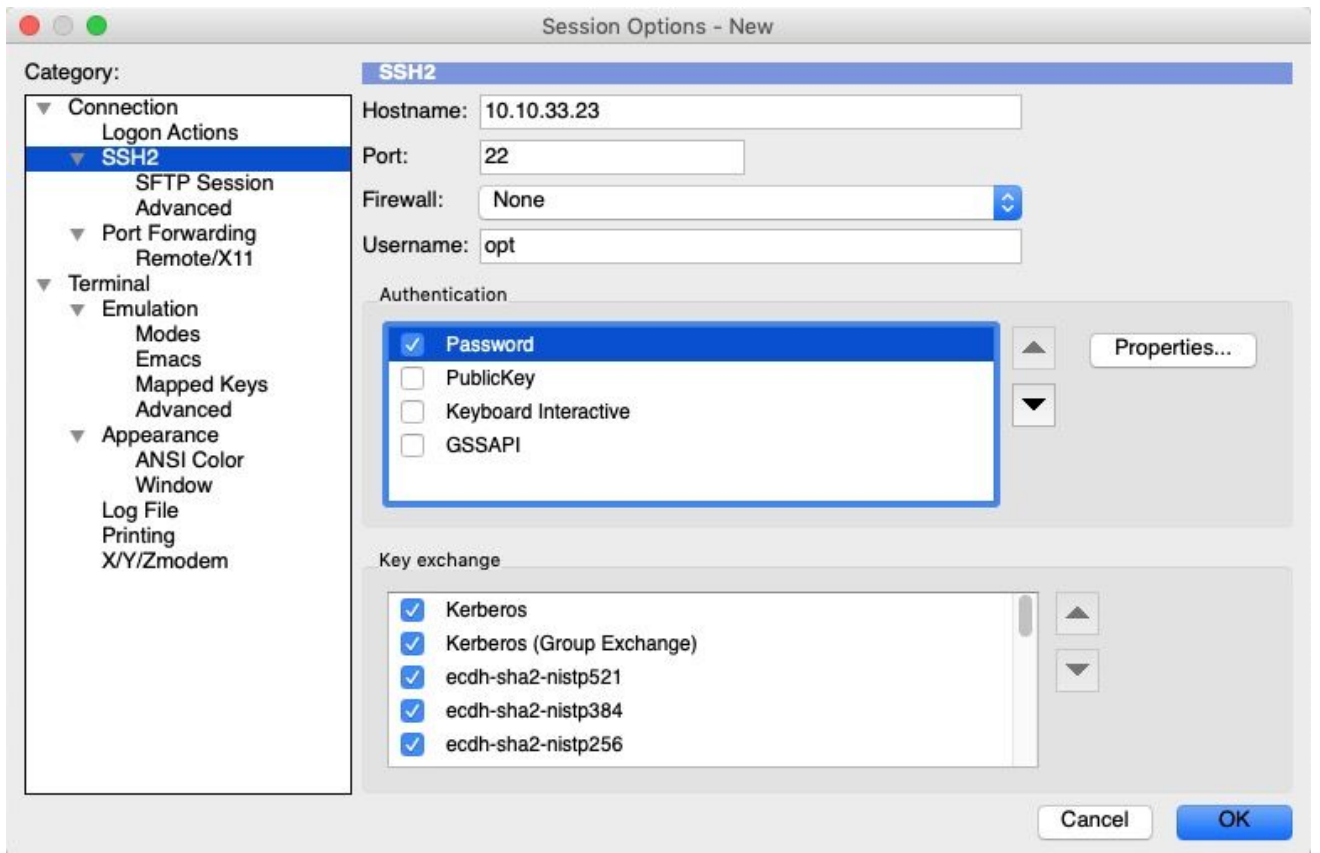 Session Options - New
Category:
Connection
Logon Actions
SSH2
SFTP Session
Advanced
Port Forwarding
Remote/X11
Terminal
Emulation
Modes
Emacs
Mapped Keys
Advanced
Appearance
ANSI Color
Window
Log File
Printing
X/Y/Zmodem
SSH2
Hostname: 10.10.33.23
Port: 22
Firewall: None
Username: opt
Authentication
Password
PublicKey
Keyboard Interactive
GSSAPI
Properties...
Key exchange
Kerberos
Kerberos (Group Exchange)
ecdh-sha2-nistp521
ecdh-sha2-nistp384
ecdh-sha2-nistp256
Cancel OK